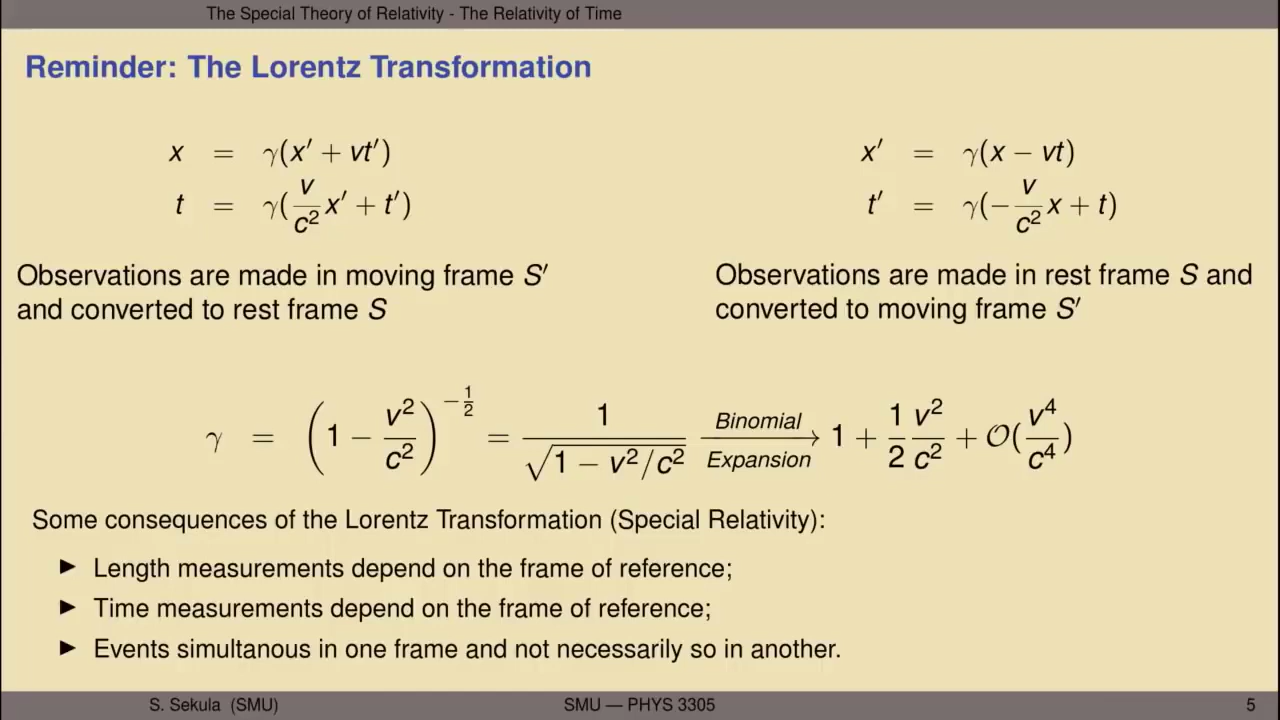 The Special Theory of Relativity - The Relativity of Time
Reminder: The Lorentz Transformation
x = γ(x′ + vt′)
t = γ(v/c² x′ + t′)
Observations are made in moving frame S′
and converted to rest frame S
x′ = γ(x − vt)
t′ = γ(−v/c² x + t)
Observations are made in rest frame S and
converted to moving frame S′
γ = (1 − v²/c²)^(−1/2) = 1/√(1 − v²/c²) Binomial Expansion → 1 + 1/2 v²/c² + O(v⁴/c⁴)
Some consequences of the Lorentz Transformation (Special Relativity):
▶ Length measurements depend on the frame of reference;
▶ Time measurements depend on the frame of reference;
▶ Events simultanous in one frame and not necessarily so in another.
S. Sekula (SMU) SMU — PHYS 3305 5